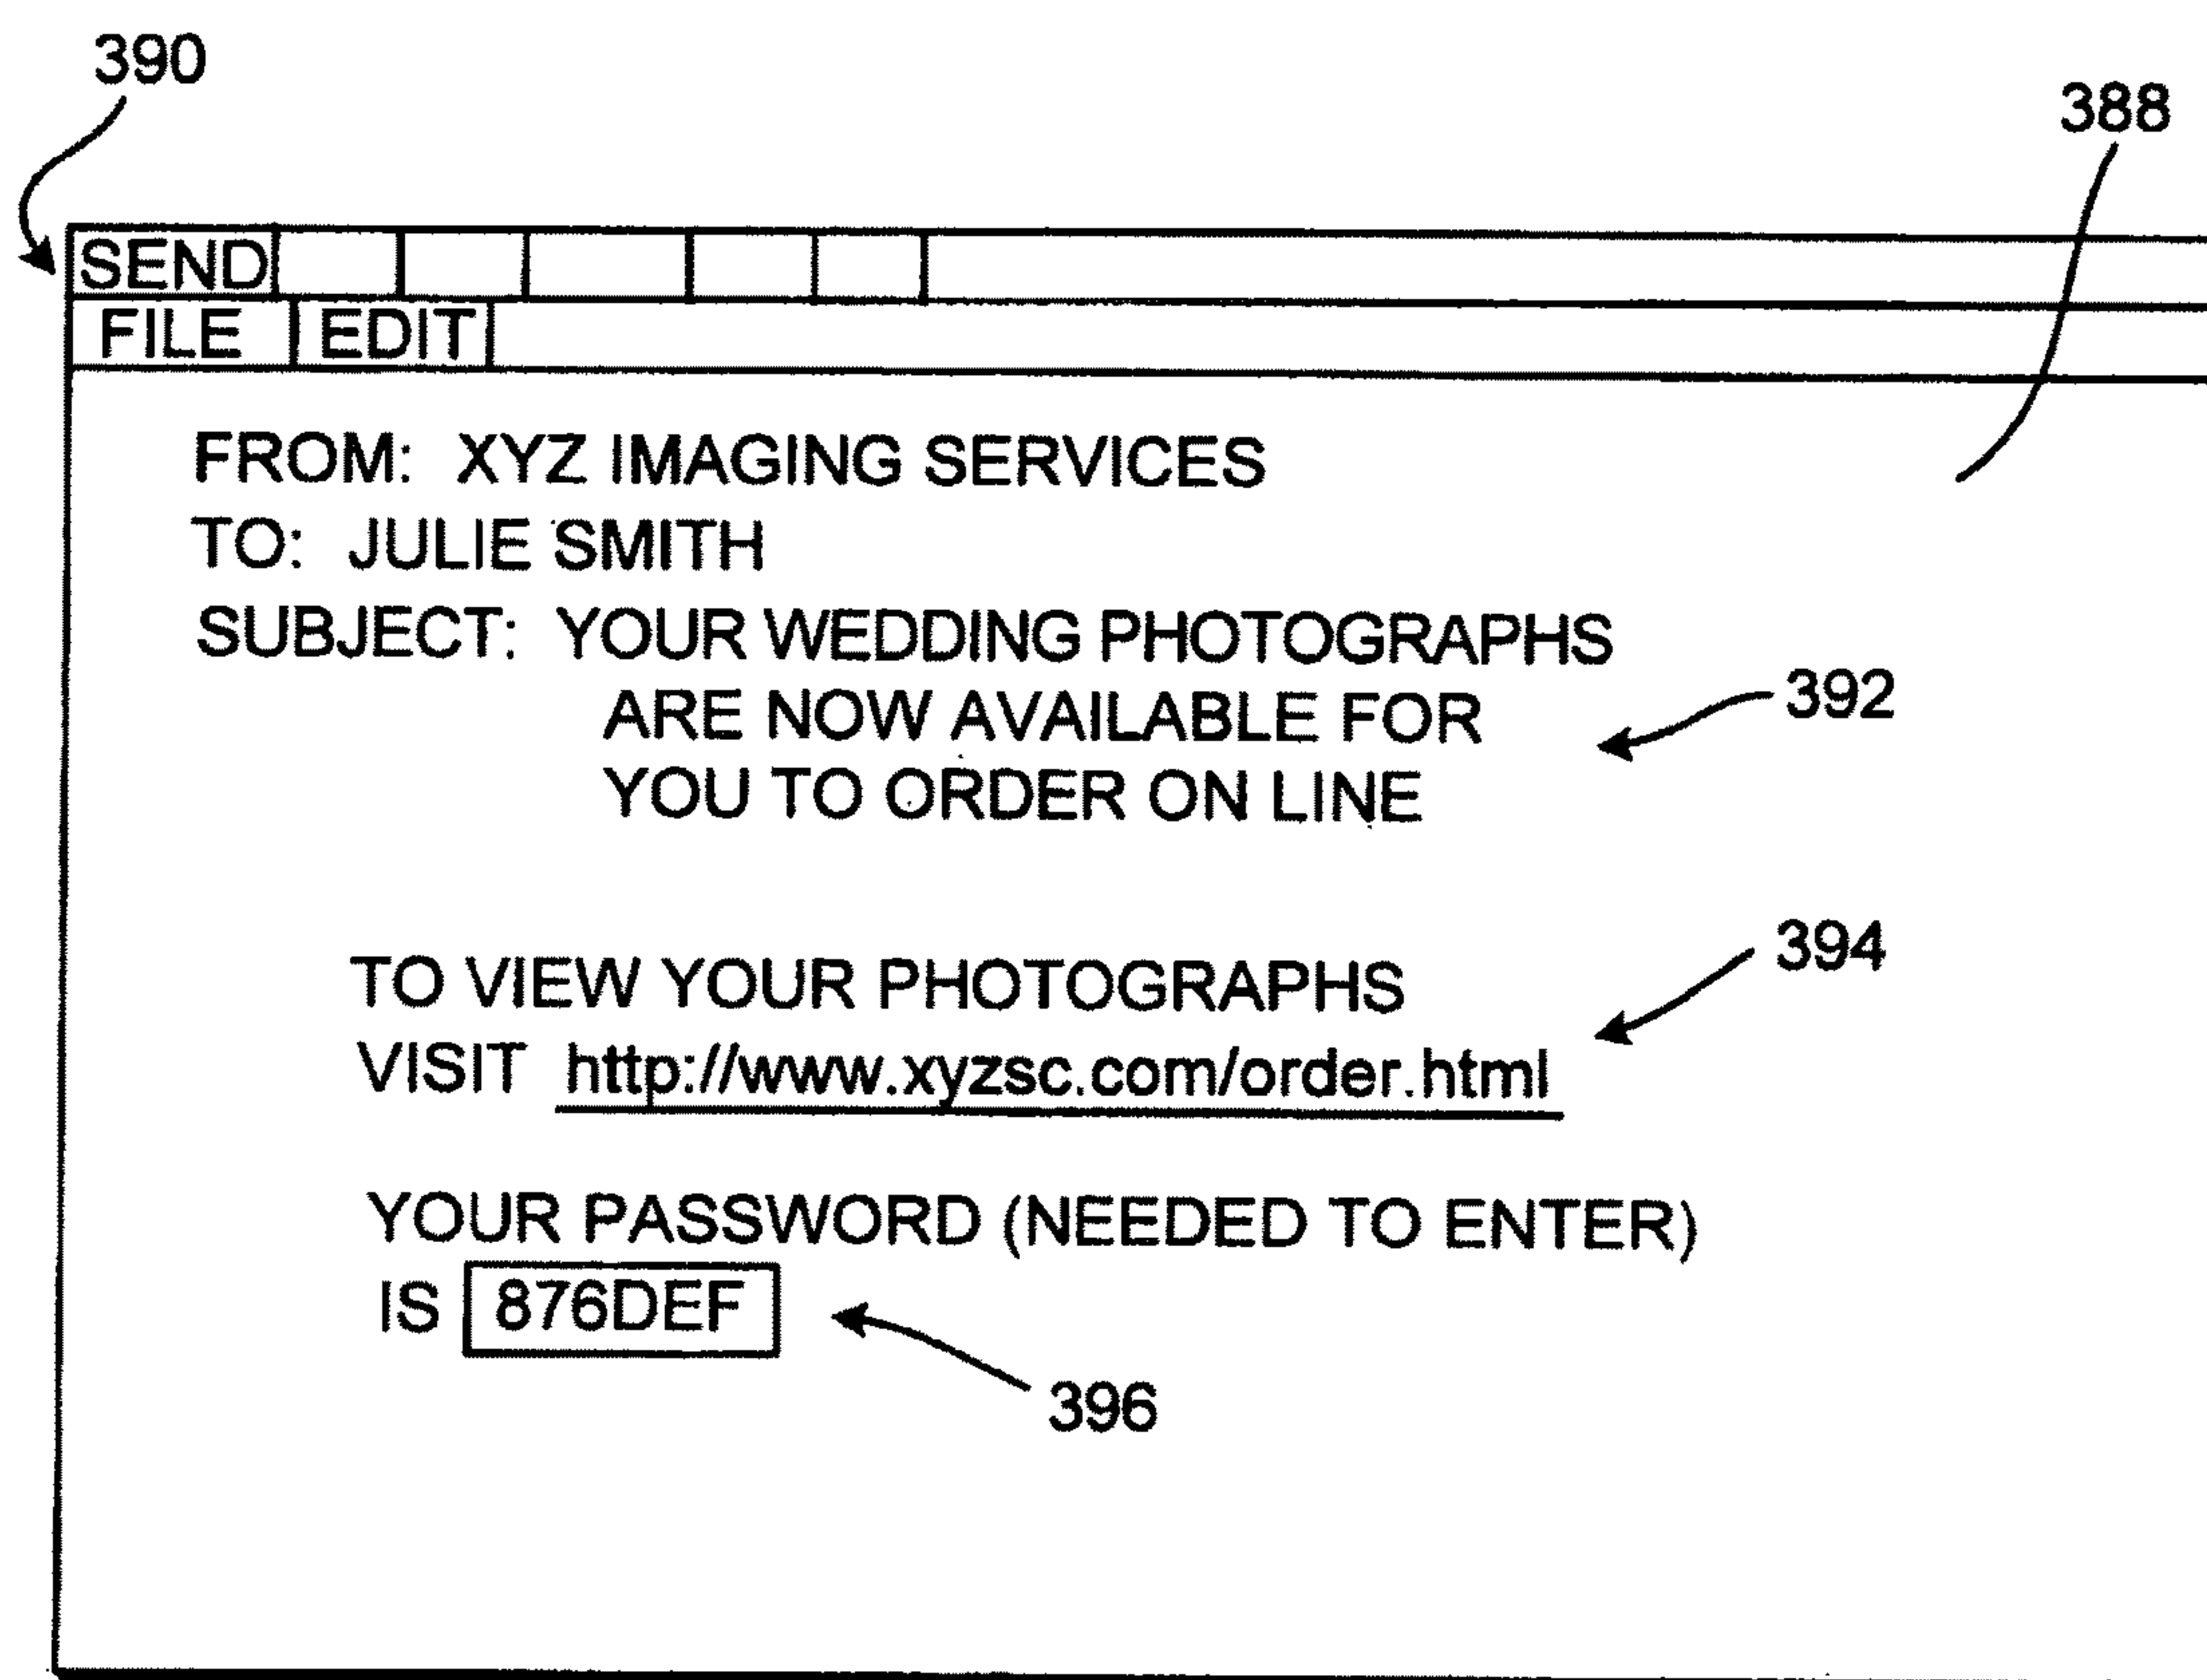 390
388
SEND
FILE EDIT
FROM: XYZ IMAGING SERVICES
TO: JULIE SMITH
SUBJECT: YOUR WEDDING PHOTOGRAPHS
ARE NOW AVAILABLE FOR
392
YOU TO ORDER ON LINE
394
TO VIEW YOUR PHOTOGRAPHS
VISIT http://www.xyzsc.com/order.html
YOUR PASSWORD (NEEDED TO ENTER)
IS 876DEF
396